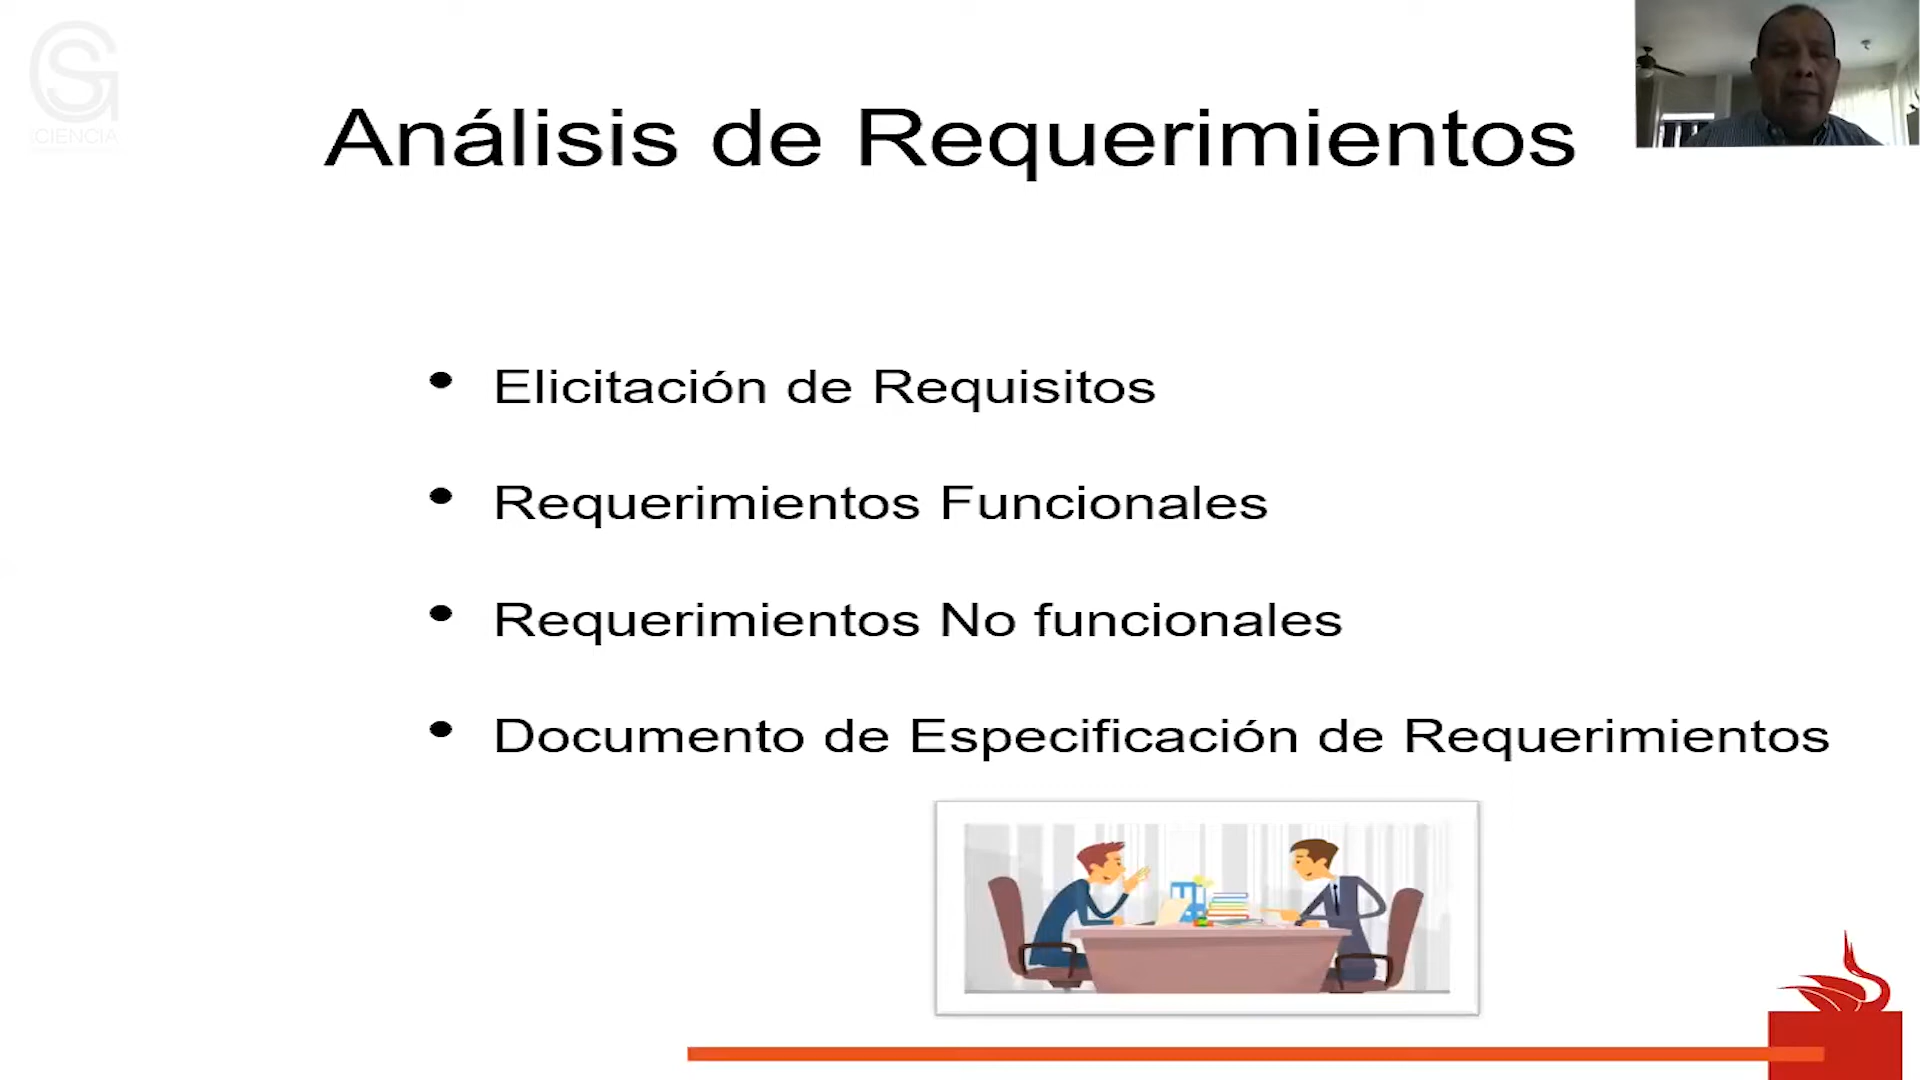 CIENCIA
Análisis de Requerimientos
• Elicitación de Requisitos
• Requerimientos Funcionales
• Requerimientos No funcionales
• Documento de Especificación de Requerimientos